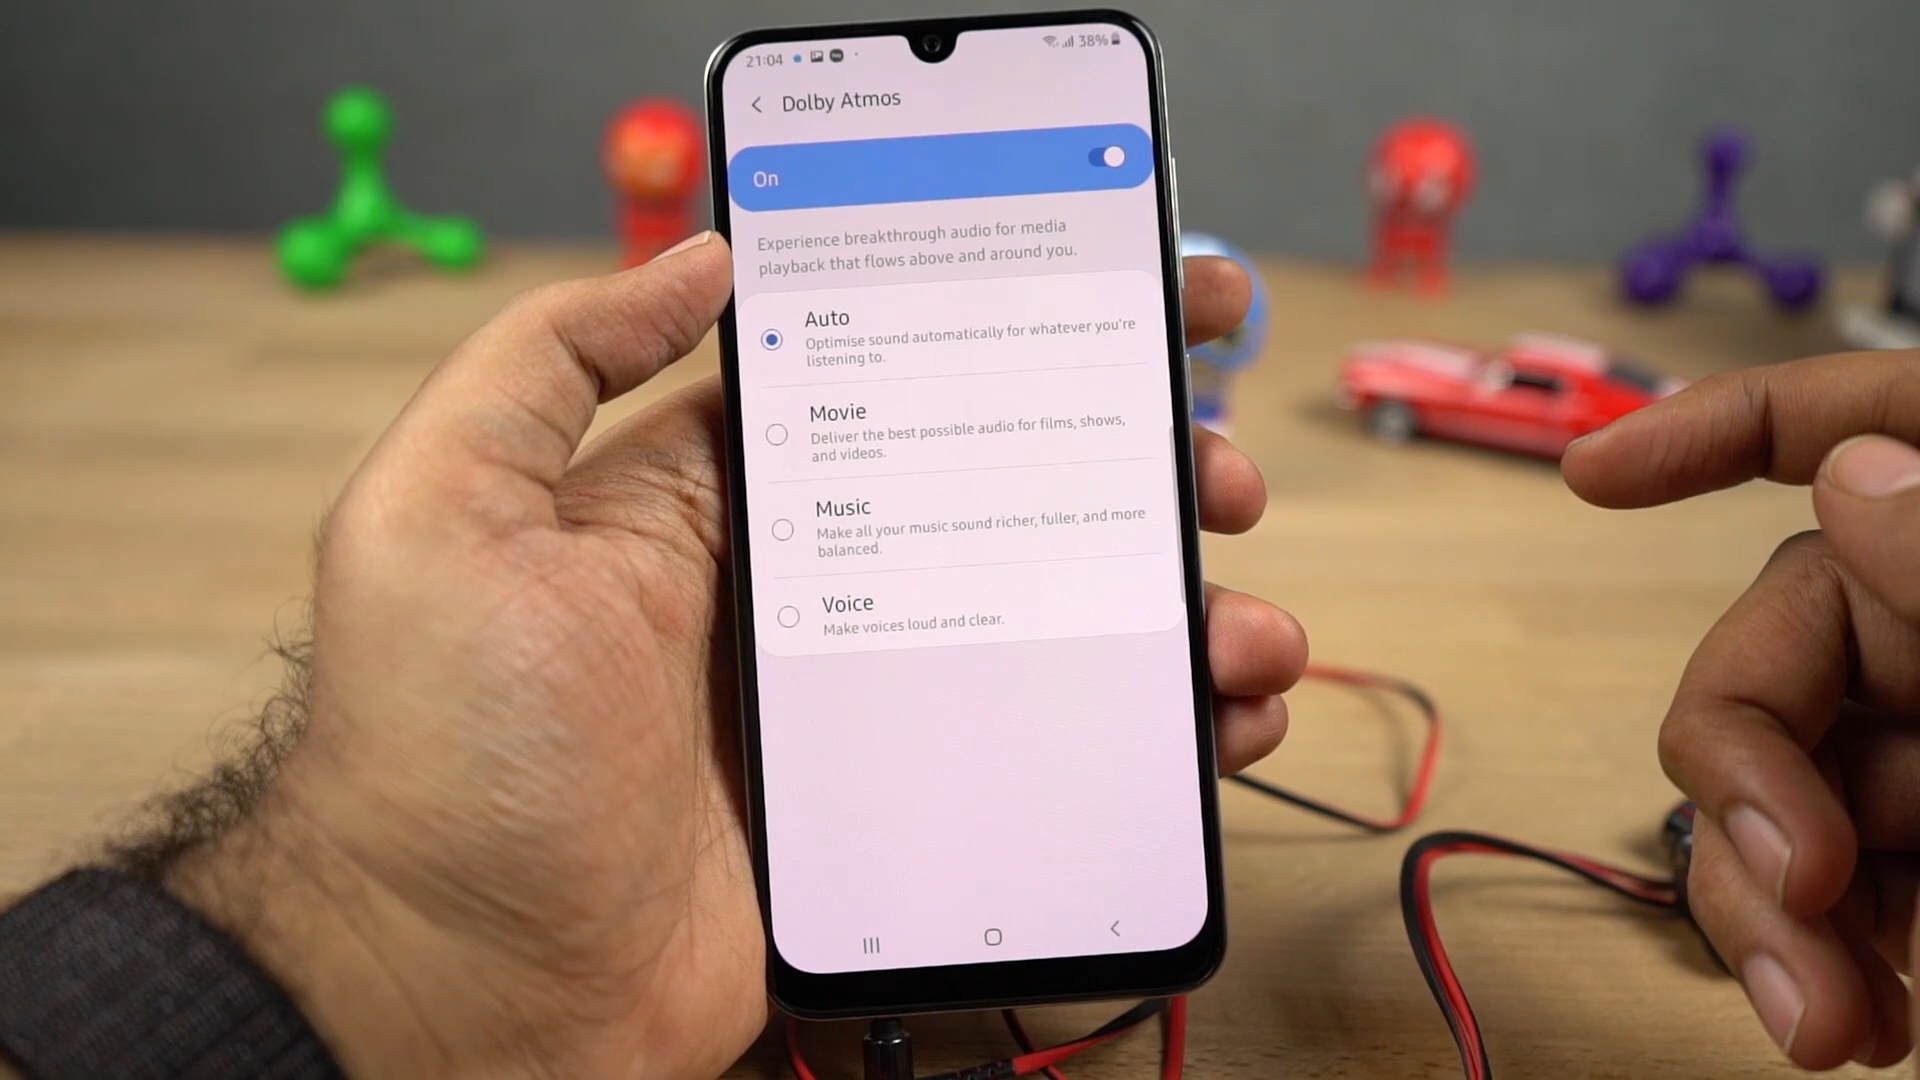 21:04
38%
Dolby Atmos
On
Experience breakthrough audio for media
playback that flows above and around you.
Auto
Optimise sound automatically for whatever you're
listening to.
Movie
Deliver the best possible audio for films, shows,
and videos.
Music
Make all your music sound richer, fuller, and more
balanced.
Voice
Make voices loud and clear.